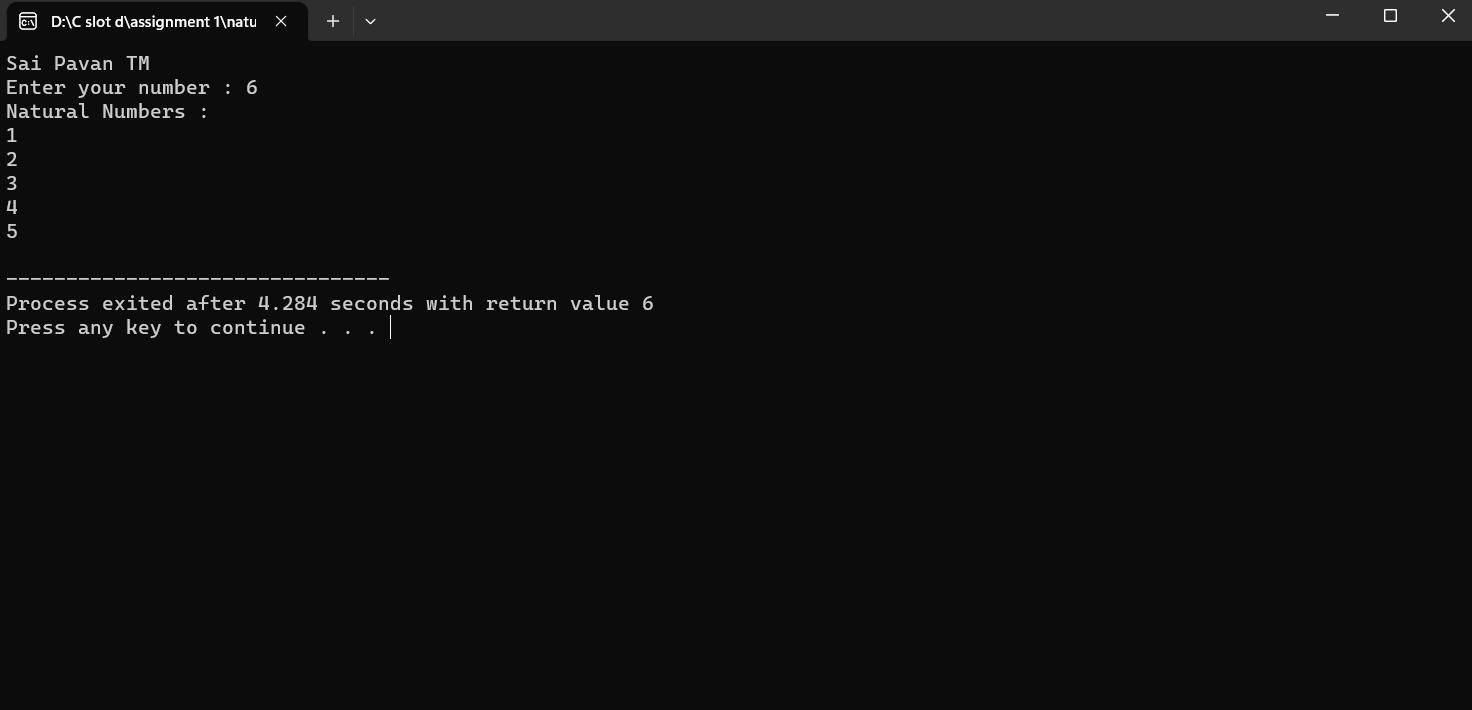 D:\C slot d\assignment 1\natu
Sai Pavan TM
Enter your number : 6
Natural Numbers :
1
2
3
4
5
--------------------------------
Process exited after 4.284 seconds with return value 6
Press any key to continue . . .